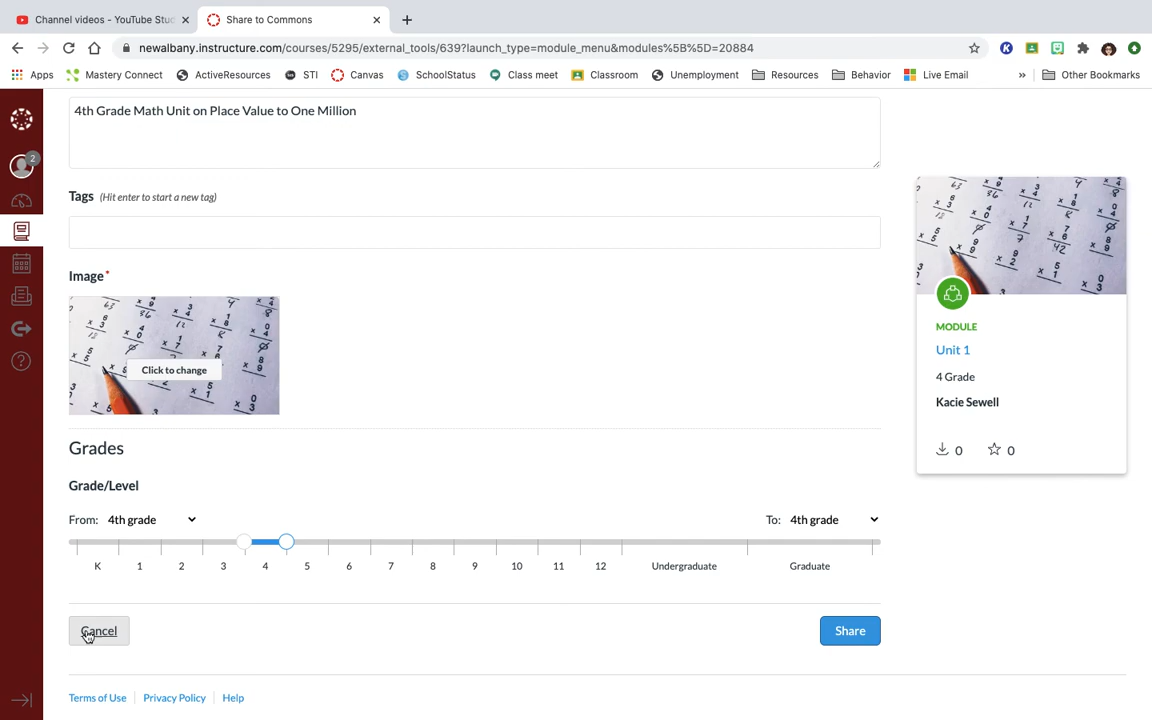 Channel videos - YouTube Stud
Share to Commons
newalbany.instructure.com/courses/5295/external_tools/639?launch_type=module_menu&modules%5B%5D=20884
Apps Mastery Connect ActiveResources STI Canvas SchoolStatus Class meet Classroom Unemployment Resources Behavior Live Email » Other Bookmarks
2
4th Grade Math Unit on Place Value to One Million
Tags (Hit enter to start a new tag)
Image*
Click to change
MODULE
Unit 1
4 Grade
Kacie Sewell
0 0
Grades
Grade/Level
From: 4th grade To: 4th grade
K 1 2 3 4 5 6 7 8 9 10 11 12 Undergraduate Graduate
Cancel Share
Terms of Use Privacy Policy Help